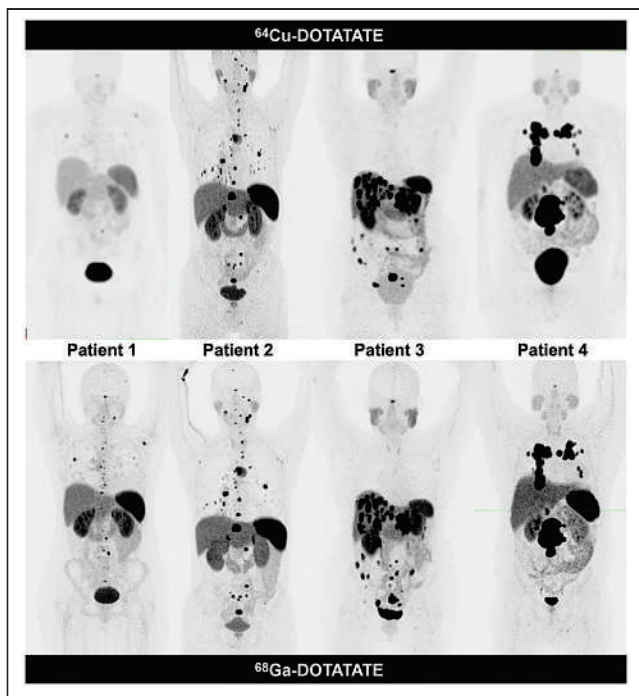 ⁶⁴Cu-DOTATATE
Patient 1 Patient 2 Patient 3 Patient 4
⁶⁸Ga-DOTATATE